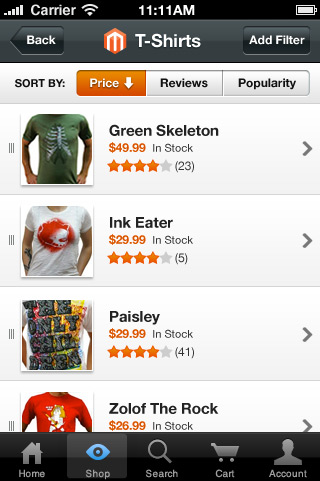 Carrier 11:11AM
Back T-Shirts Add Filter
SORT BY: Price Reviews Popularity
Green Skeleton
$49.99 In Stock
(23)
Ink Eater
$29.99 In Stock
(5)
Paisley
$29.99 In Stock
(41)
Zolof The Rock
$26.99 In Stock
Home Shop Search Cart Account